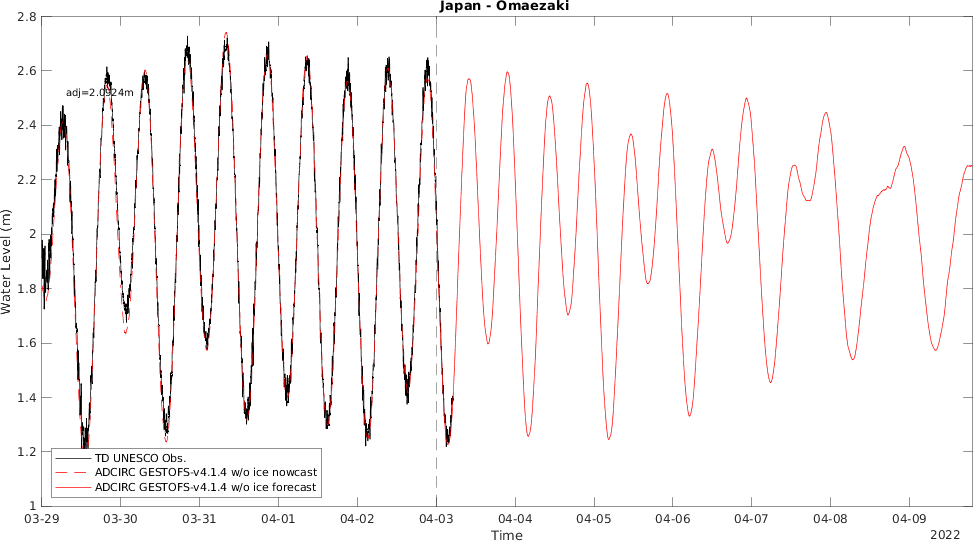 Japan - Omaezaki
2.8
2.6
adj=2.0924m
2.4
2.2
2
1.8
1.6
1.4
1.2
1
Water Level (m)
TD UNESCO Obs.
ADCIRC GESTOFS-v4.1.4 w/o ice nowcast
ADCIRC GESTOFS-v4.1.4 w/o ice forecast
03-29 03-30 03-31 04-01 04-02 04-03 04-04 04-05 04-06 04-07 04-08 04-09
Time
2022